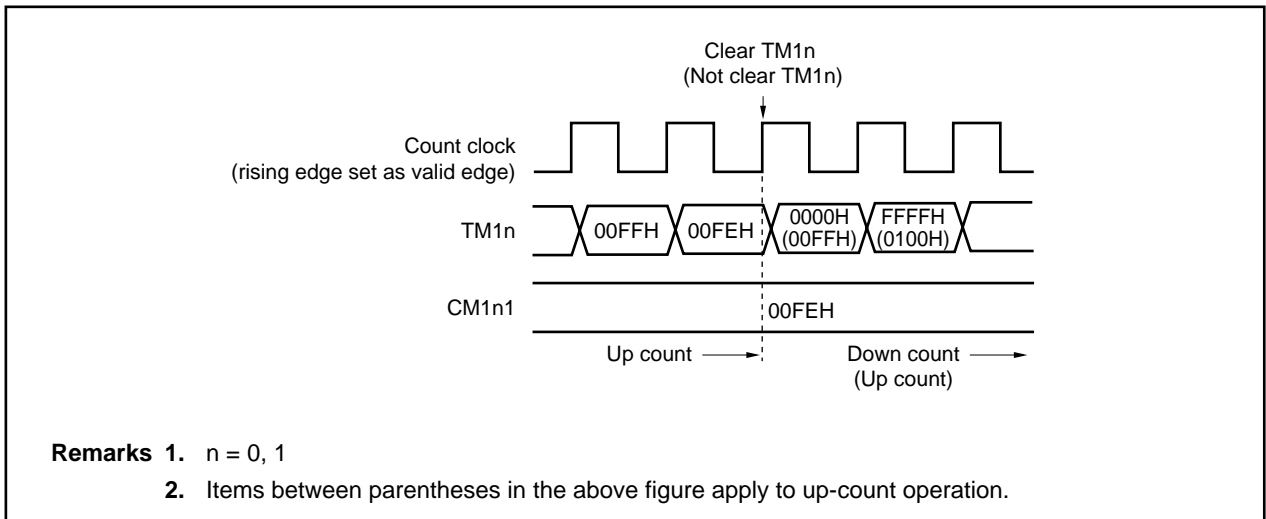 Clear TM1n
(Not clear TM1n)
Count clock
(rising edge set as valid edge)
TM1n
00FFH
00FEH
0000H
(00FFH)
FFFFH
(0100H)
CM1n1
00FEH
Up count
Down count
(Up count)
Remarks 1. n = 0, 1
2. Items between parentheses in the above figure apply to up-count operation.